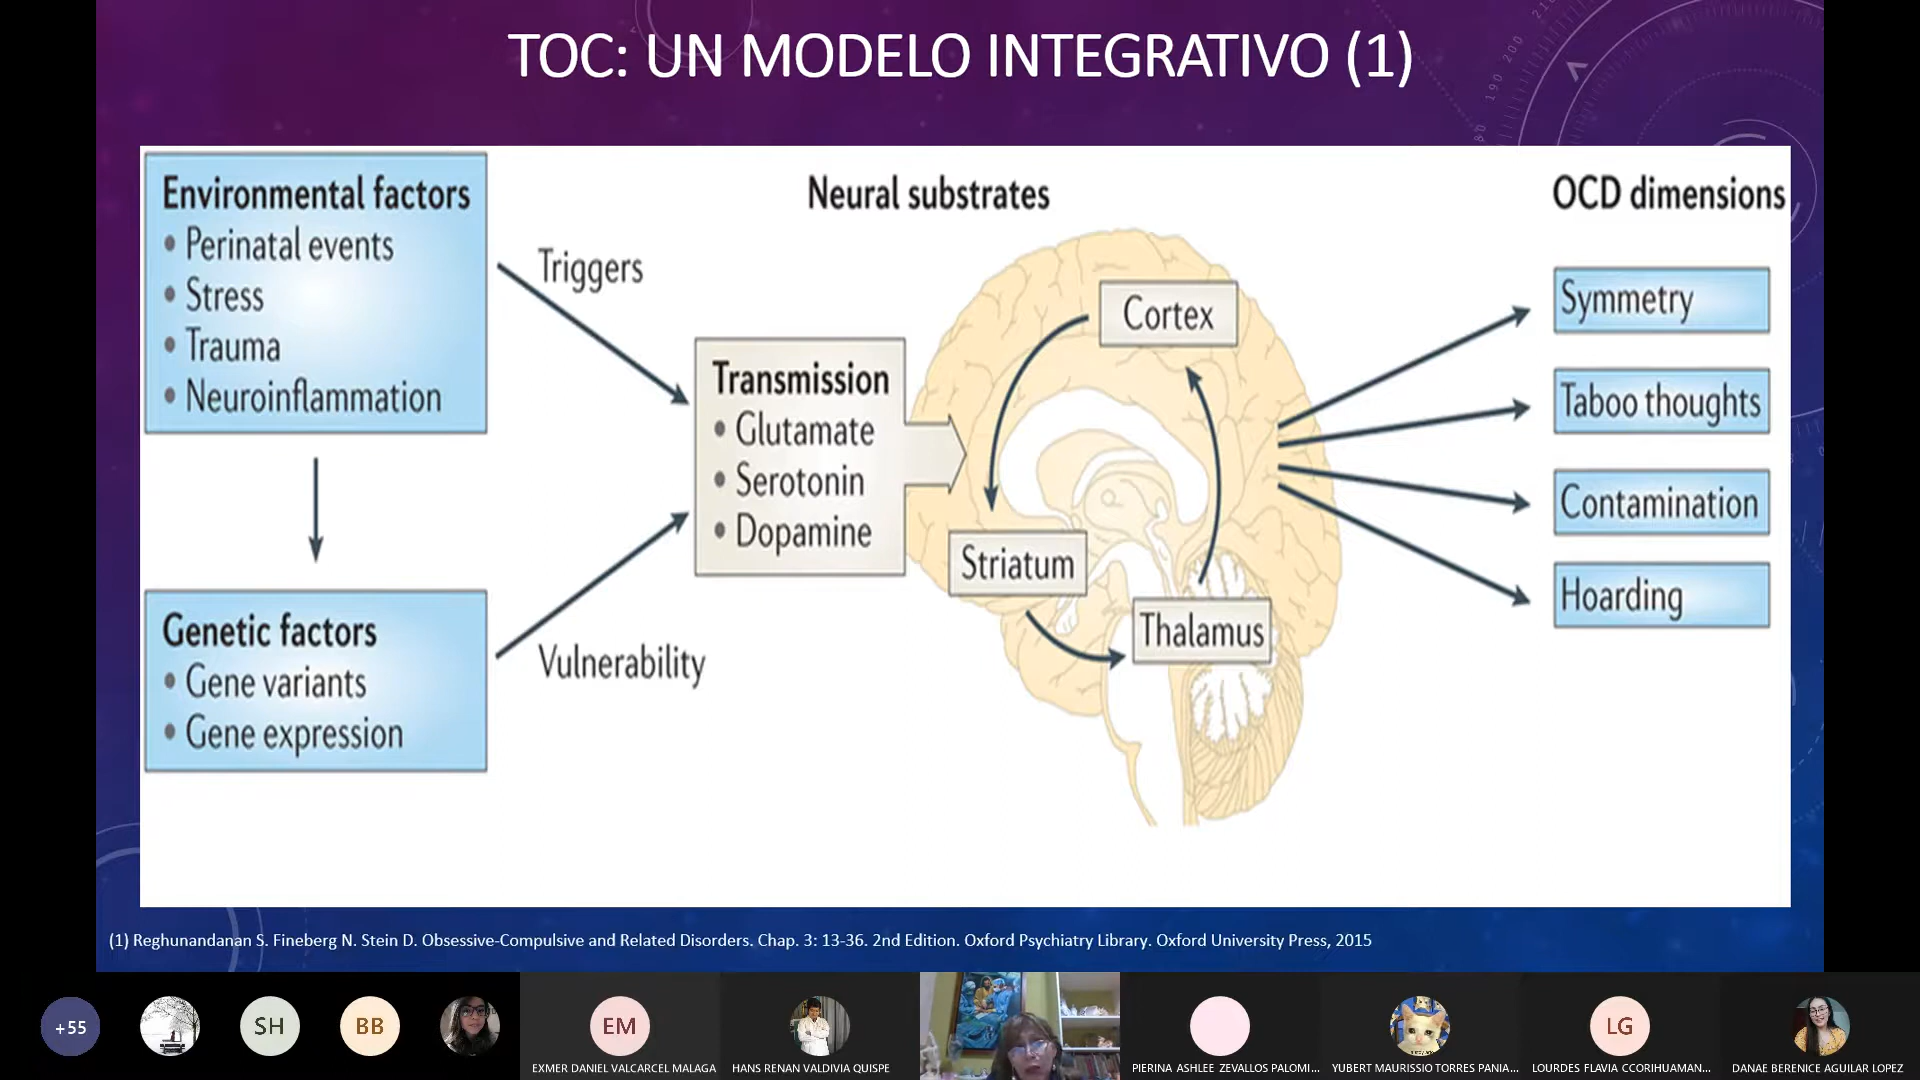 TOC: UN MODELO INTEGRATIVO (1)
Environmental factors
• Perinatal events
• Stress
• Trauma
• Neuroinflammation
Triggers
Genetic factors
• Gene variants
• Gene expression
Vulnerability
Neural substrates
Transmission
• Glutamate
• Serotonin
• Dopamine
Cortex
Striatum
Thalamus
OCD dimensions
Symmetry
Taboo thoughts
Contamination
Hoarding
(1) Reghunandanan S. Fineberg N. Stein D. Obsessive-Compulsive and Related Disorders. Chap. 3: 13-36. 2nd Edition. Oxford Psychiatry Library. Oxford University Press, 2015
+55
SH
BB
EM
LG
EXMER DANIEL VALCARCEL MALAGA
HANS RENAN VALDIVIA QUISPE
PIERINA ASHLEE ZEVALLOS PALOMI...
YUBERT MAURISSIO TORRES PANIA...
LOURDES FLAVIA CCORIHUAMAN...
DANAE BERENICE AGUILAR LOPEZ